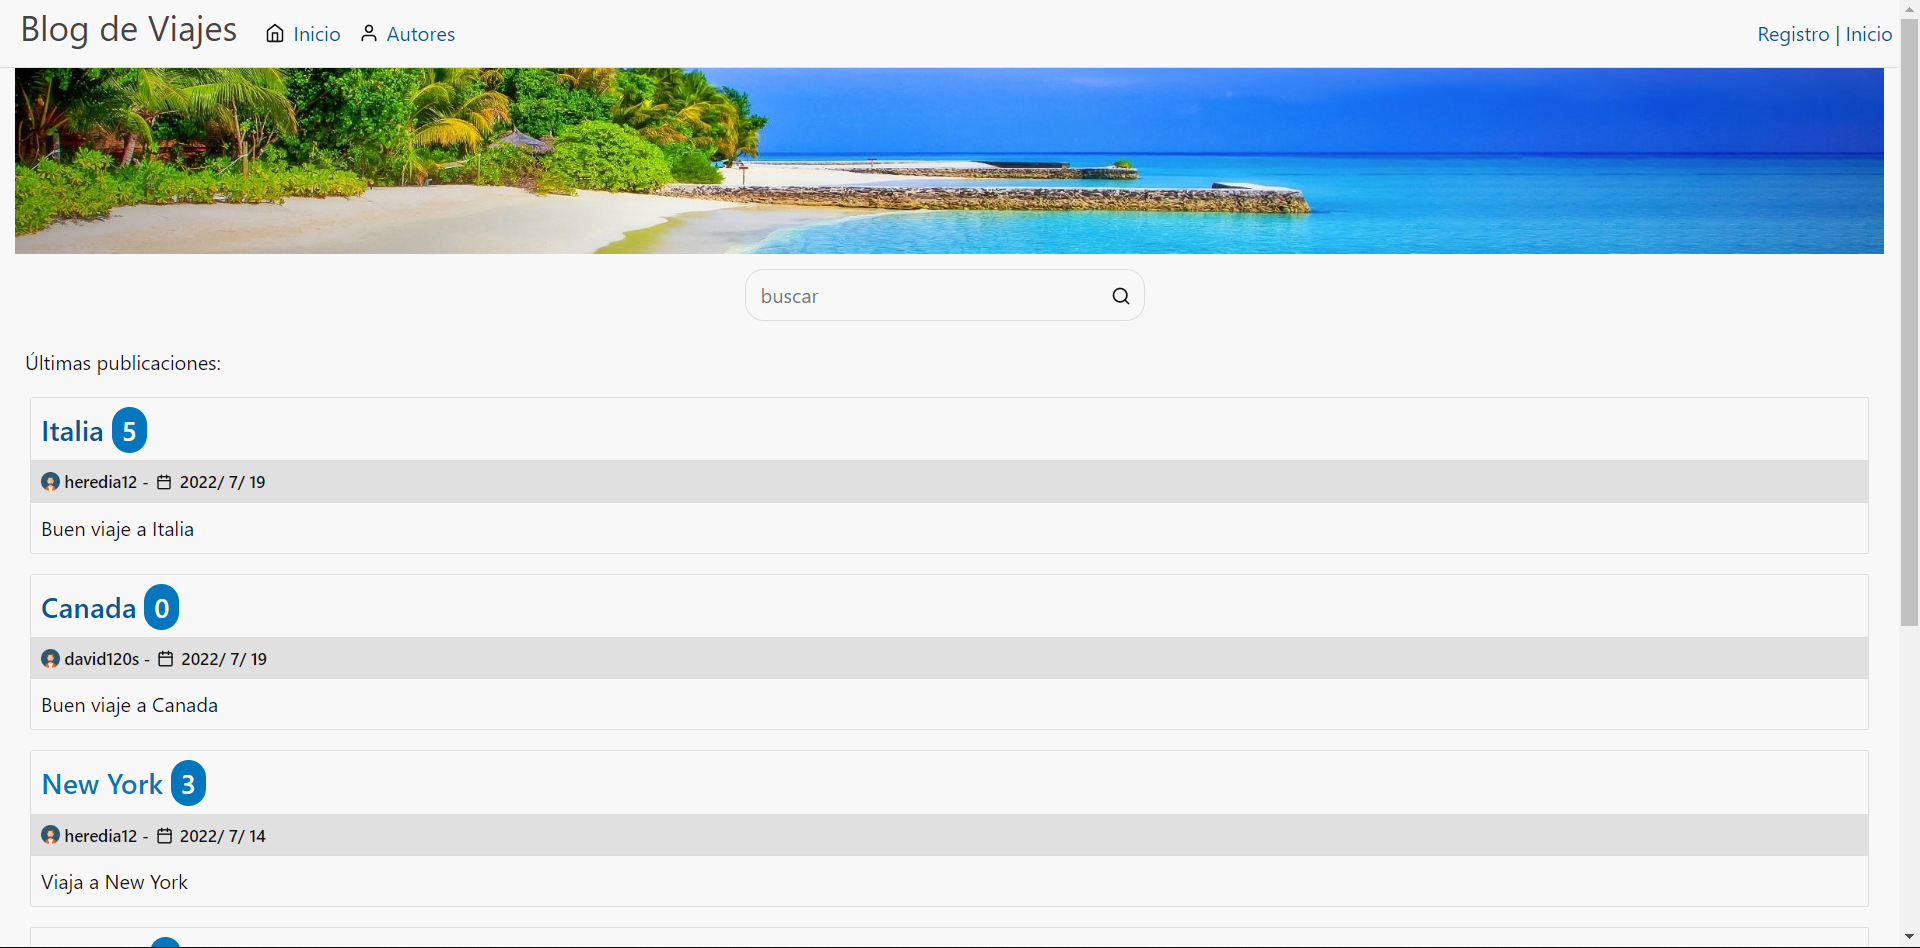 Blog de Viajes Inicio Autores Registro | Inicio
buscar
Últimas publicaciones:
Italia 5
heredia12 - 2022/ 7/ 19
Buen viaje a Italia
Canada 0
david120s - 2022/ 7/ 19
Buen viaje a Canada
New York 3
heredia12 - 2022/ 7/ 14
Viaja a New York